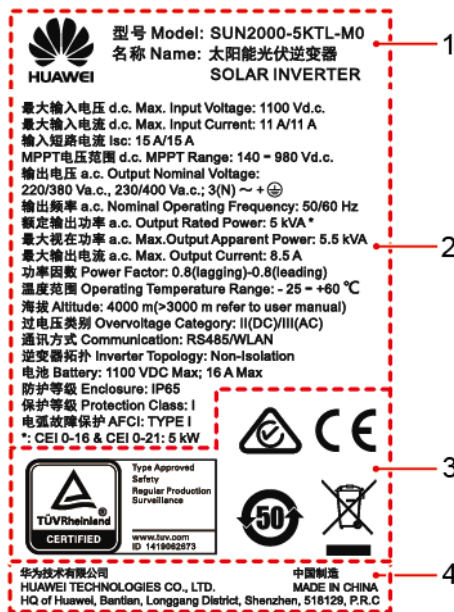 HUAWEI
型号 Model: SUN2000-5KTL-M0
名称 Name: 太阳能光伏逆变器
SOLAR INVERTER
1
最大输入电压 d.c. Max. Input Voltage: 1100 Vd.c.
最大输入电流 d.c. Max. Input Current: 11 A/11 A
输入短路电流 Isc: 15 A/15 A
MPPT电压范围 d.c. MPPT Range: 140 - 980 Vd.c.
输出电压 a.c. Output Nominal Voltage:
220/380 Va.c., 230/400 Va.c.; 3(N) ~ +
输出频率 a.c. Nominal Operating Frequency: 50/60 Hz
额定输出功率 a.c. Output Rated Power: 5 kVA *
最大视在功率 a.c. Max.Output Apparent Power: 5.5 kVA
2
最大输出电流 a.c. Max. Output Current: 8.5 A
功率因数 Power Factor: 0.8(lagging)-0.8(leading)
温度范围 Operating Temperature Range: - 25 - +60 ℃
海拔 Altitude: 4000 m(>3000 m refer to user manual)
过电压类别 Overvoltage Category: II(DC)/III(AC)
通讯方式 Communication: RS485/WLAN
逆变器拓扑 Inverter Topology: Non-Isolation
电池 Battery: 1100 VDC Max; 16 A Max
防护等级 Enclosure: IP65
保护等级 Protection Class: I
电弧故障保护 AFCI: TYPE I
*: CEI 0-16 & CEI 0-21: 5 kW
CE
3
TÜVRheinland
CERTIFIED
Type Approved
Safety
Regular Production
Surveillance
www.tuv.com
ID 1419062673
50
华为技术有限公司 中国制造
4
HUAWEI TECHNOLOGIES CO., LTD. MADE IN CHINA
HQ of Huawei, Bantian, Longgang District, Shenzhen, 518129, P.R.C